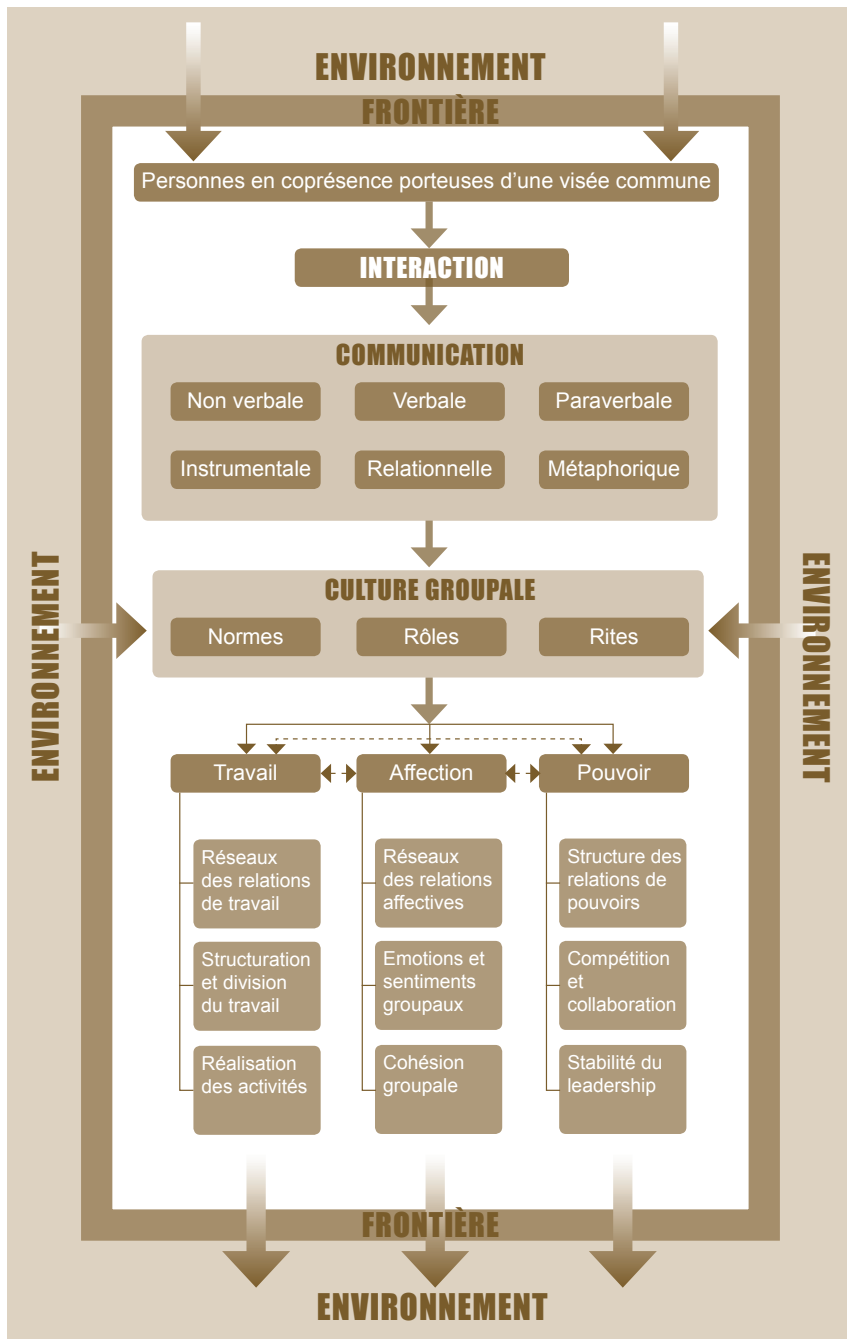 ENVIRONNEMENT
FRONTIÈRE
Personnes en coprésence porteuses d'une visée commune
INTERACTION
COMMUNICATION
Non verbale
Verbale
Paraverbale
Instrumentale
Relationnelle
Métaphorique
ENVIRONNEMENT
ENVIRONNEMENT
CULTURE GROUPALE
Normes
Rôles
Rites
Travail
Affection
Pouvoir
Réseaux
des relations
de travail
Structuration
et division
du travail
Réalisation
des activités
Réseaux
des relations
affectives
Emotions et
sentiments
groupaux
Cohésion
groupale
Structure des
relations de
pouvoirs
Compétition
et
collaboration
Stabilité du
leadership
FRONTIÈRE
ENVIRONNEMENT